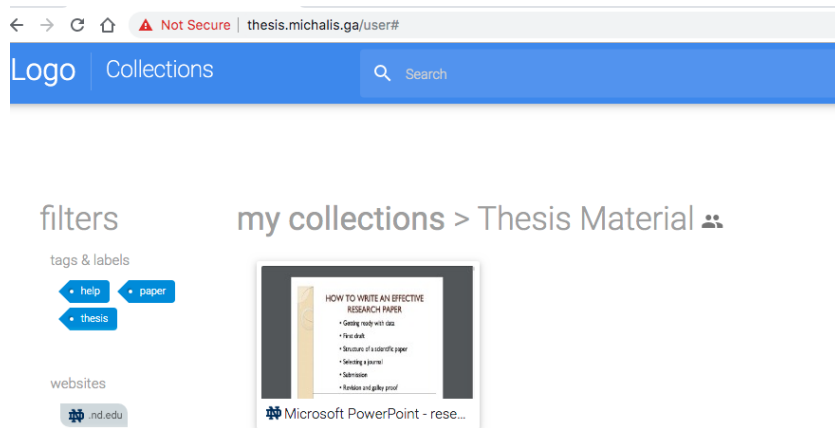 Not Secure | thesis.michalis.ga/user#
Logo Collections Search
filters
my collections > Thesis Material
tags & labels
help paper
thesis
websites
.nd.edu
HOW TO WRITE AN EFFECTIVE
RESEARCH PAPER
• Getting ready with data
• First draft
• Structure of a scientific paper
• Selecting a journal
• Submission
• Revision and galley proof
Microsoft PowerPoint - rese...